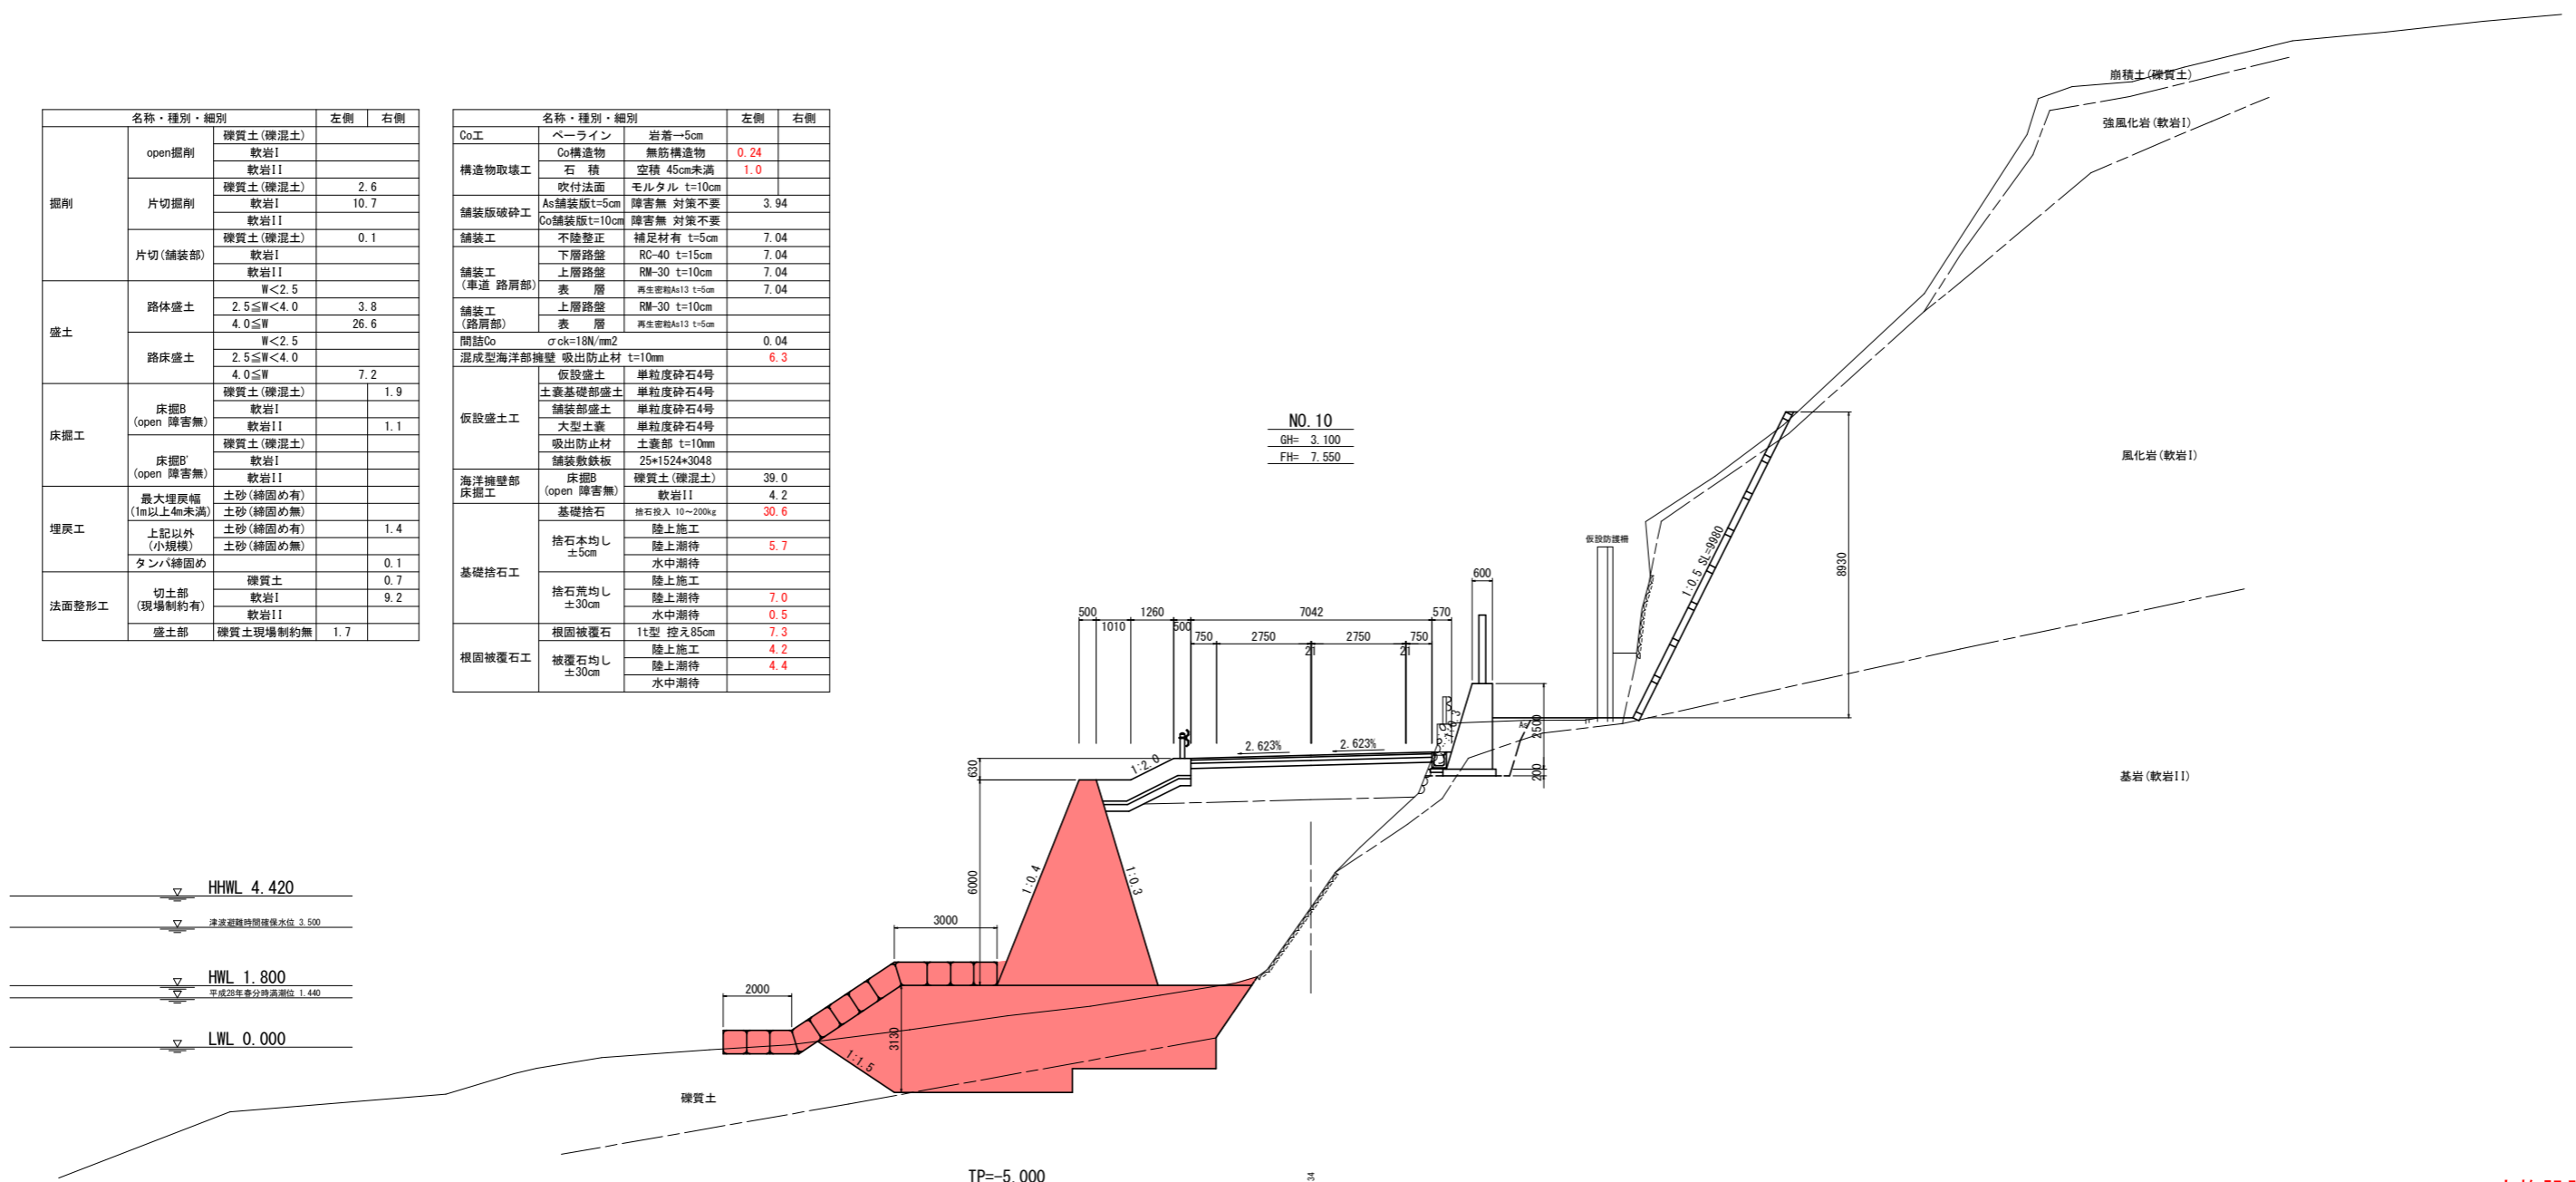 名称・種別・細別 左側 右側
掘削 open掘削 礫質土(礫混土)
軟岩I
軟岩II
片切掘削 礫質土(礫混土) 2.6
軟岩I 10.7
軟岩II
片切(舗装部) 礫質土(礫混土) 0.1
軟岩I
軟岩II
盛土 路体盛土 W<2.5
2.5≦W<4.0 3.8
4.0≦W 26.6
路床盛土 W<2.5
2.5≦W<4.0
4.0≦W 7.2
床掘工 床掘B (open 障害無) 礫質土(礫混土) 1.9
軟岩I
軟岩II 1.1
床掘B' (open 障害無) 礫質土(礫混土)
軟岩I
軟岩II
埋戻工 最大埋戻幅 (1m以上4m未満) 土砂(締固め有)
土砂(締固め無)
上記以外 (小規模) 土砂(締固め有) 1.4
土砂(締固め無)
タンパ締固め 0.1
法面整形工 切土部 (現場制約有) 礫質土 0.7
軟岩I 9.2
軟岩II
盛土部 礫質土現場制約無 1.7
名称・種別・細別 左側 右側
Co工 ベーライン 岩着→5cm
構造物取壊工 Co構造物 無筋構造物 0.24
石 積 空積 45cm未満 1.0
吹付法面 モルタル t=10cm
舗装版破砕工 As舗装版t=5cm 障害無 対策不要 3.94
Co舗装版t=10cm 障害無 対策不要
舗装工 不陸整正 補足材有 t=5cm 7.04
舗装工 (車道 路肩部) 下層路盤 RC-40 t=15cm 7.04
上層路盤 RM-30 t=10cm 7.04
表 層 再生密粒As13 t=5cm 7.04
舗装工 (路肩部) 上層路盤 RM-30 t=10cm
表 層 再生密粒As13 t=5cm
間詰Co σck=18N/mm2 0.04
混成型海洋部擁壁 吸出防止材 t=10mm 6.3
仮設盛土工 仮設盛土 単粒度砕石4号
土嚢基礎部盛土 単粒度砕石4号
舗装部盛土 単粒度砕石4号
大型土嚢 単粒度砕石4号
吸出防止材 土嚢部 t=10mm
舗装敷鉄板 25*1524*3048
海洋擁壁部 床掘工 床掘B (open 障害無) 礫質土(礫混土) 39.0
軟岩II 4.2
基礎捨石工 基礎捨石 捨石投入 10～200kg 30.6
捨石本均し ±5cm 陸上施工
陸上潮待 5.7
水中潮待
捨石荒均し ±30cm 陸上施工
陸上潮待 7.0
水中潮待 0.5
根固被覆石工 根固被覆石 1t型 控え85cm 7.3
被覆石均し ±30cm 陸上施工 4.2
陸上潮待 4.4
水中潮待
NO.10
GH= 3.100
FH= 7.550
崩積土(礫質土)
強風化岩(軟岩I)
風化岩(軟岩I)
基岩(軟岩II)
仮設防護柵
1:0.5 SL=9980
8930
600
500 1260 7042 570
1010 500
750 2750 2750 750
21 21
2.623% 2.623%
1:0.3
As
2500
200
630
1:2.0
6000
1:0.4
1:0.3
3000
2000
3130
1:1.5
礫質土
HHWL 4.420
津波避難時間確保水位 3.500
HWL 1.800
平成28年春分時満潮位 1.440
LWL 0.000
TP=-5.000
34